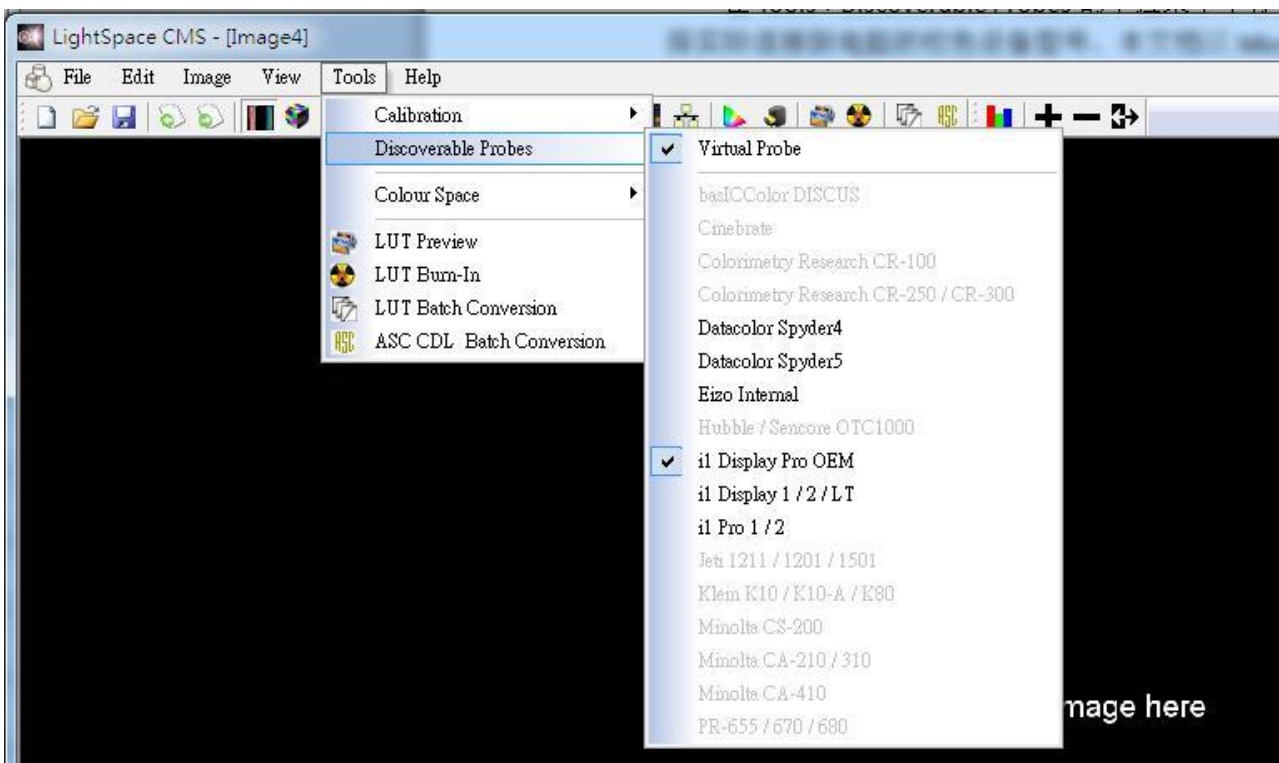 LightSpace CMS - [Image4]
File Edit Image View Tools Help
Calibration
Discoverable Probes
Colour Space
LUT Preview
LUT Burn-In
LUT Batch Conversion
ASC CDL Batch Conversion
ASC
ASC
Virtual Probe
basICColor DISCUS
Cinebrate
Colorimetry Research CR-100
Colorimetry Research CR-250 / CR-300
Datacolor Spyder4
Datacolor Spyder5
Eizo Internal
Hubble / Sencore OTC1000
i1 Display Pro OEM
i1 Display 1 / 2 / LT
i1 Pro 1 / 2
Jeti 1211 / 1201 / 1501
Klein K10 / K10-A / K80
Minolta CS-200
Minolta CA-210 / 310
Minolta CA-410
PR-655 / 670 / 680
mage here